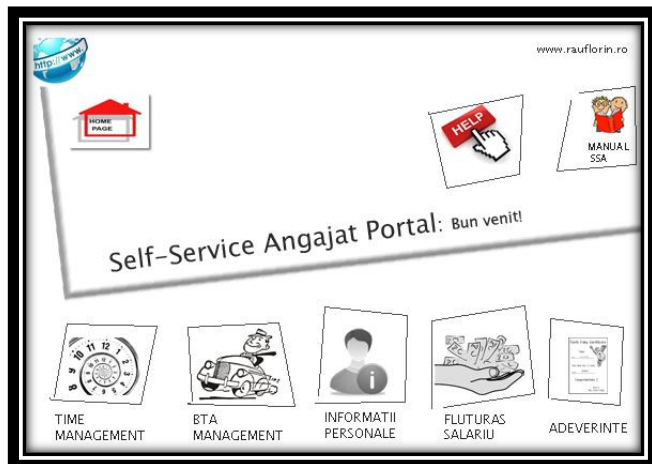 http://www.
www.rauflorin.ro
HOME
PAGE
HELP
MANUAL
SSA
Self-Service Angajat Portal: Bun venit!
12
TIME
MANAGEMENT
BTA
MANAGEMENT
INFORMATII
PERSONALE
FLUTURAS
SALARIU
ADEVERINTE